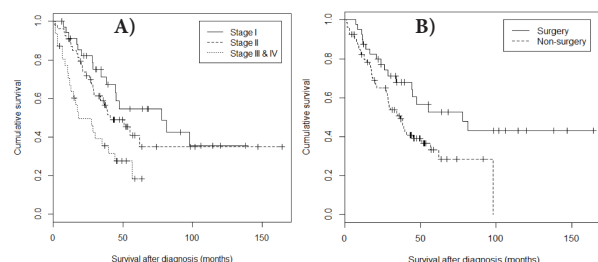 A)
Stage I
Stage II
Stage III & IV
Cumulative survival
0.0 0.2 0.4 0.6 0.8 1.0
0 50 100 150
Survival after diagnosis (months)
B)
Surgery
Non-surgery
Cumulative survival
0.0 0.2 0.4 0.6 0.8 1.0
0 50 100 150
Survival after diagnosis (months)